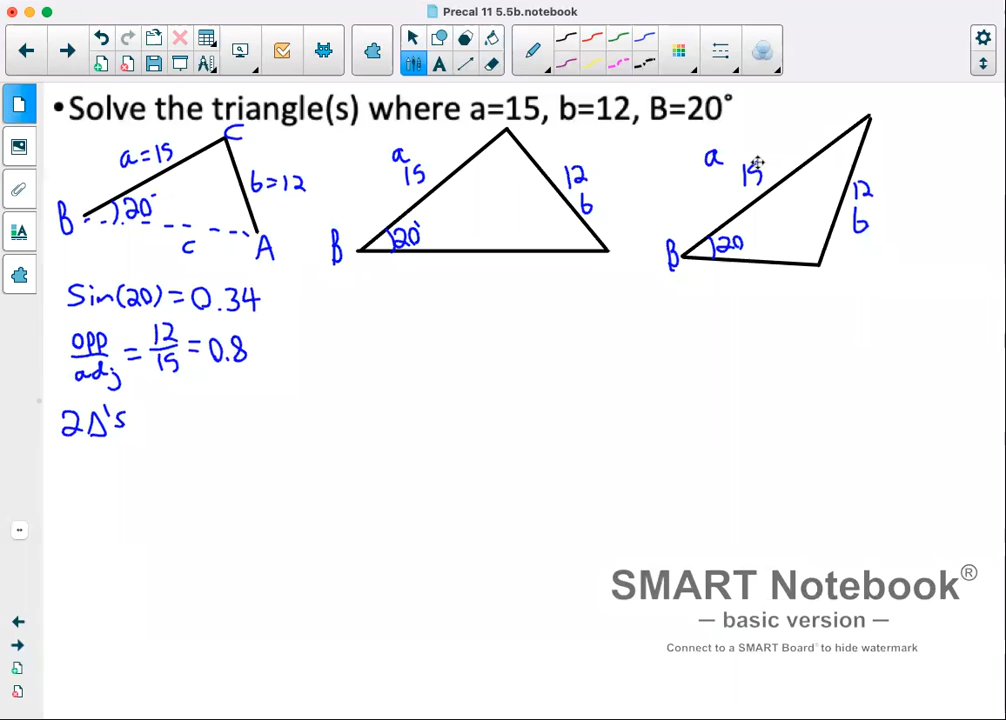 Precal 11 5.5b.notebook
•Solve the triangle(s) where a=15, b=12, B=20°
C
a=15
b=12
B
20°
c
A
a
15
12
b
B
20°
a
15
12
b
B
20
Sin(20)=0.34
opp/adj = 12/15 = 0.8
2Δ's
SMART Notebook®
— basic version —
Connect to a SMART Board™ to hide watermark